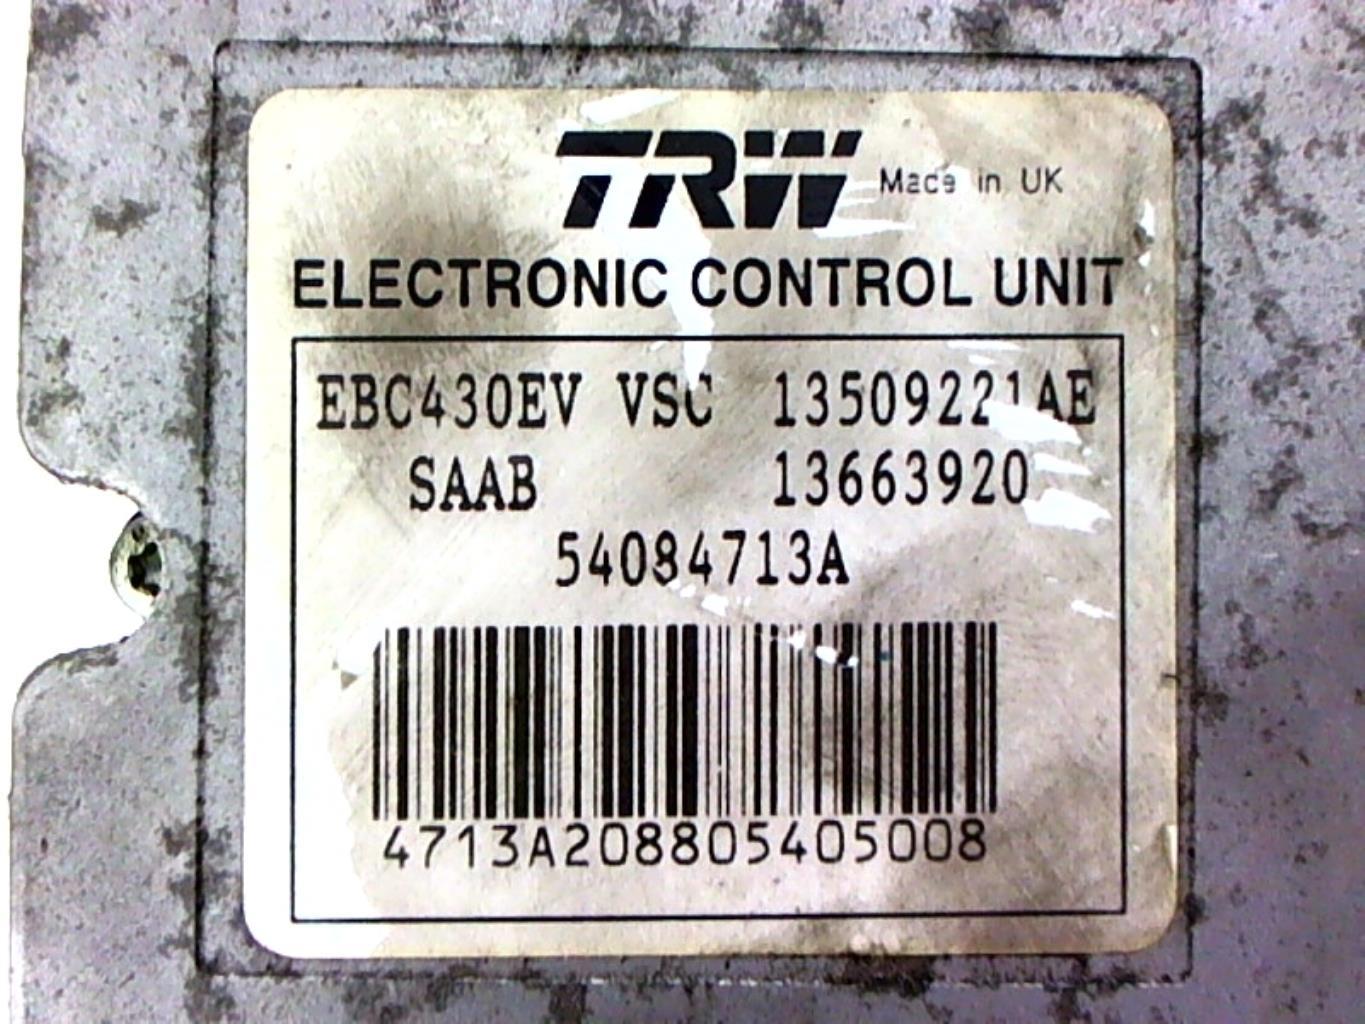 TRW Made in UK
ELECTRONIC CONTROL UNIT
EBC430EV VSC 13509221AE
SAAB 13663920
54084713A
4713A208805405008